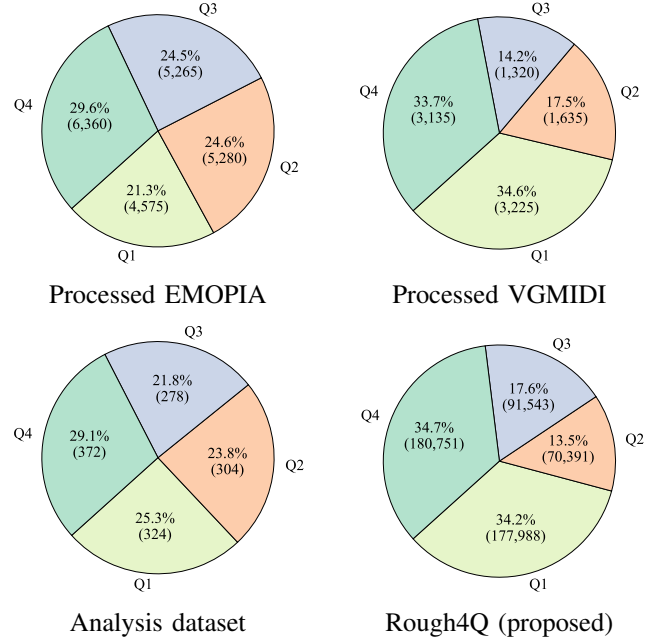 Q3
24.5%
(5,265)
Q4
29.6%
(6,360)
24.6%
(5,280)
Q2
21.3%
(4,575)
Q1
Processed EMOPIA
Q3
14.2%
(1,320)
Q2
Q4
33.7%
(3,135)
17.5%
(1,635)
34.6%
(3,225)
Q1
Processed VGMIDI
Q3
21.8%
(278)
Q4
29.1%
(372)
23.8%
(304)
Q2
25.3%
(324)
Q1
Analysis dataset
Q3
17.6%
(91,543)
Q4
34.7%
(180,751)
13.5%
(70,391)
Q2
34.2%
(177,988)
Q1
Rough4Q (proposed)